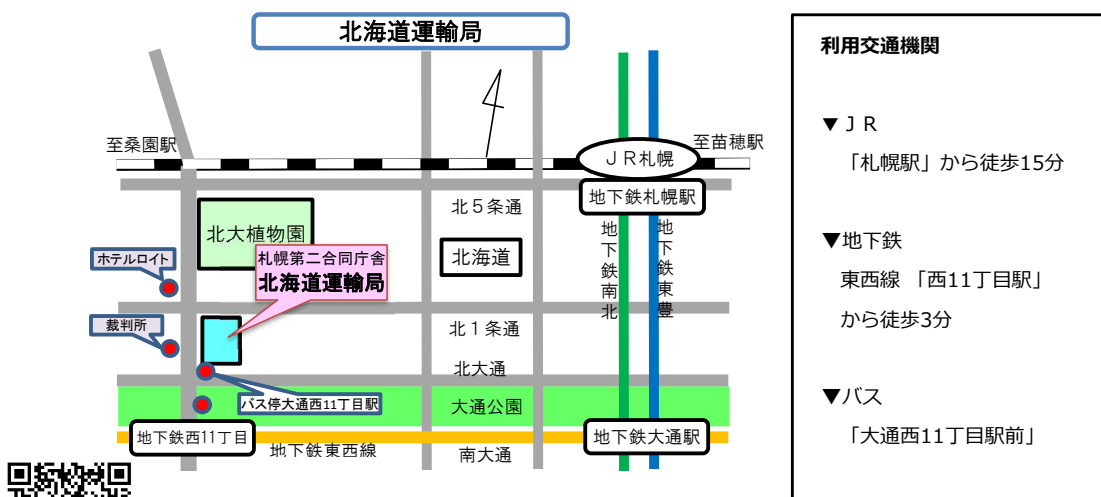 北海道運輸局
至桑園駅
至苗穂駅
ＪＲ札幌
地下鉄札幌駅
北５条通
北大植物園
地下鉄南北
地下鉄東豊
北海道
札幌第二合同庁舎
北海道運輸局
ホテルロイト
裁判所
北１条通
北大通
バス停大通西11丁目駅
大通公園
地下鉄西11丁目
地下鉄東西線
南大通
地下鉄大通駅
利用交通機関
▼ＪＲ
「札幌駅」から徒歩15分
▼地下鉄
東西線 「西11丁目駅」
から徒歩3分
▼バス
「大通西11丁目駅前」